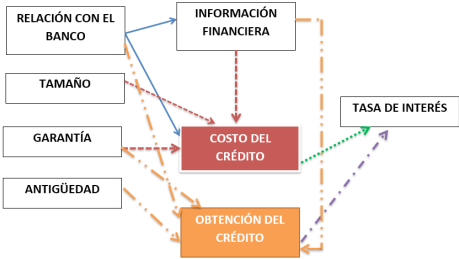 RELACIÓN CON EL
BANCO
INFORMACIÓN
FINANCIERA
TAMAÑO
TASA DE INTERÉS
GARANTÍA
COSTO DEL
CRÉDITO
ANTIGÜEDAD
OBTENCIÓN DEL
CRÉDITO